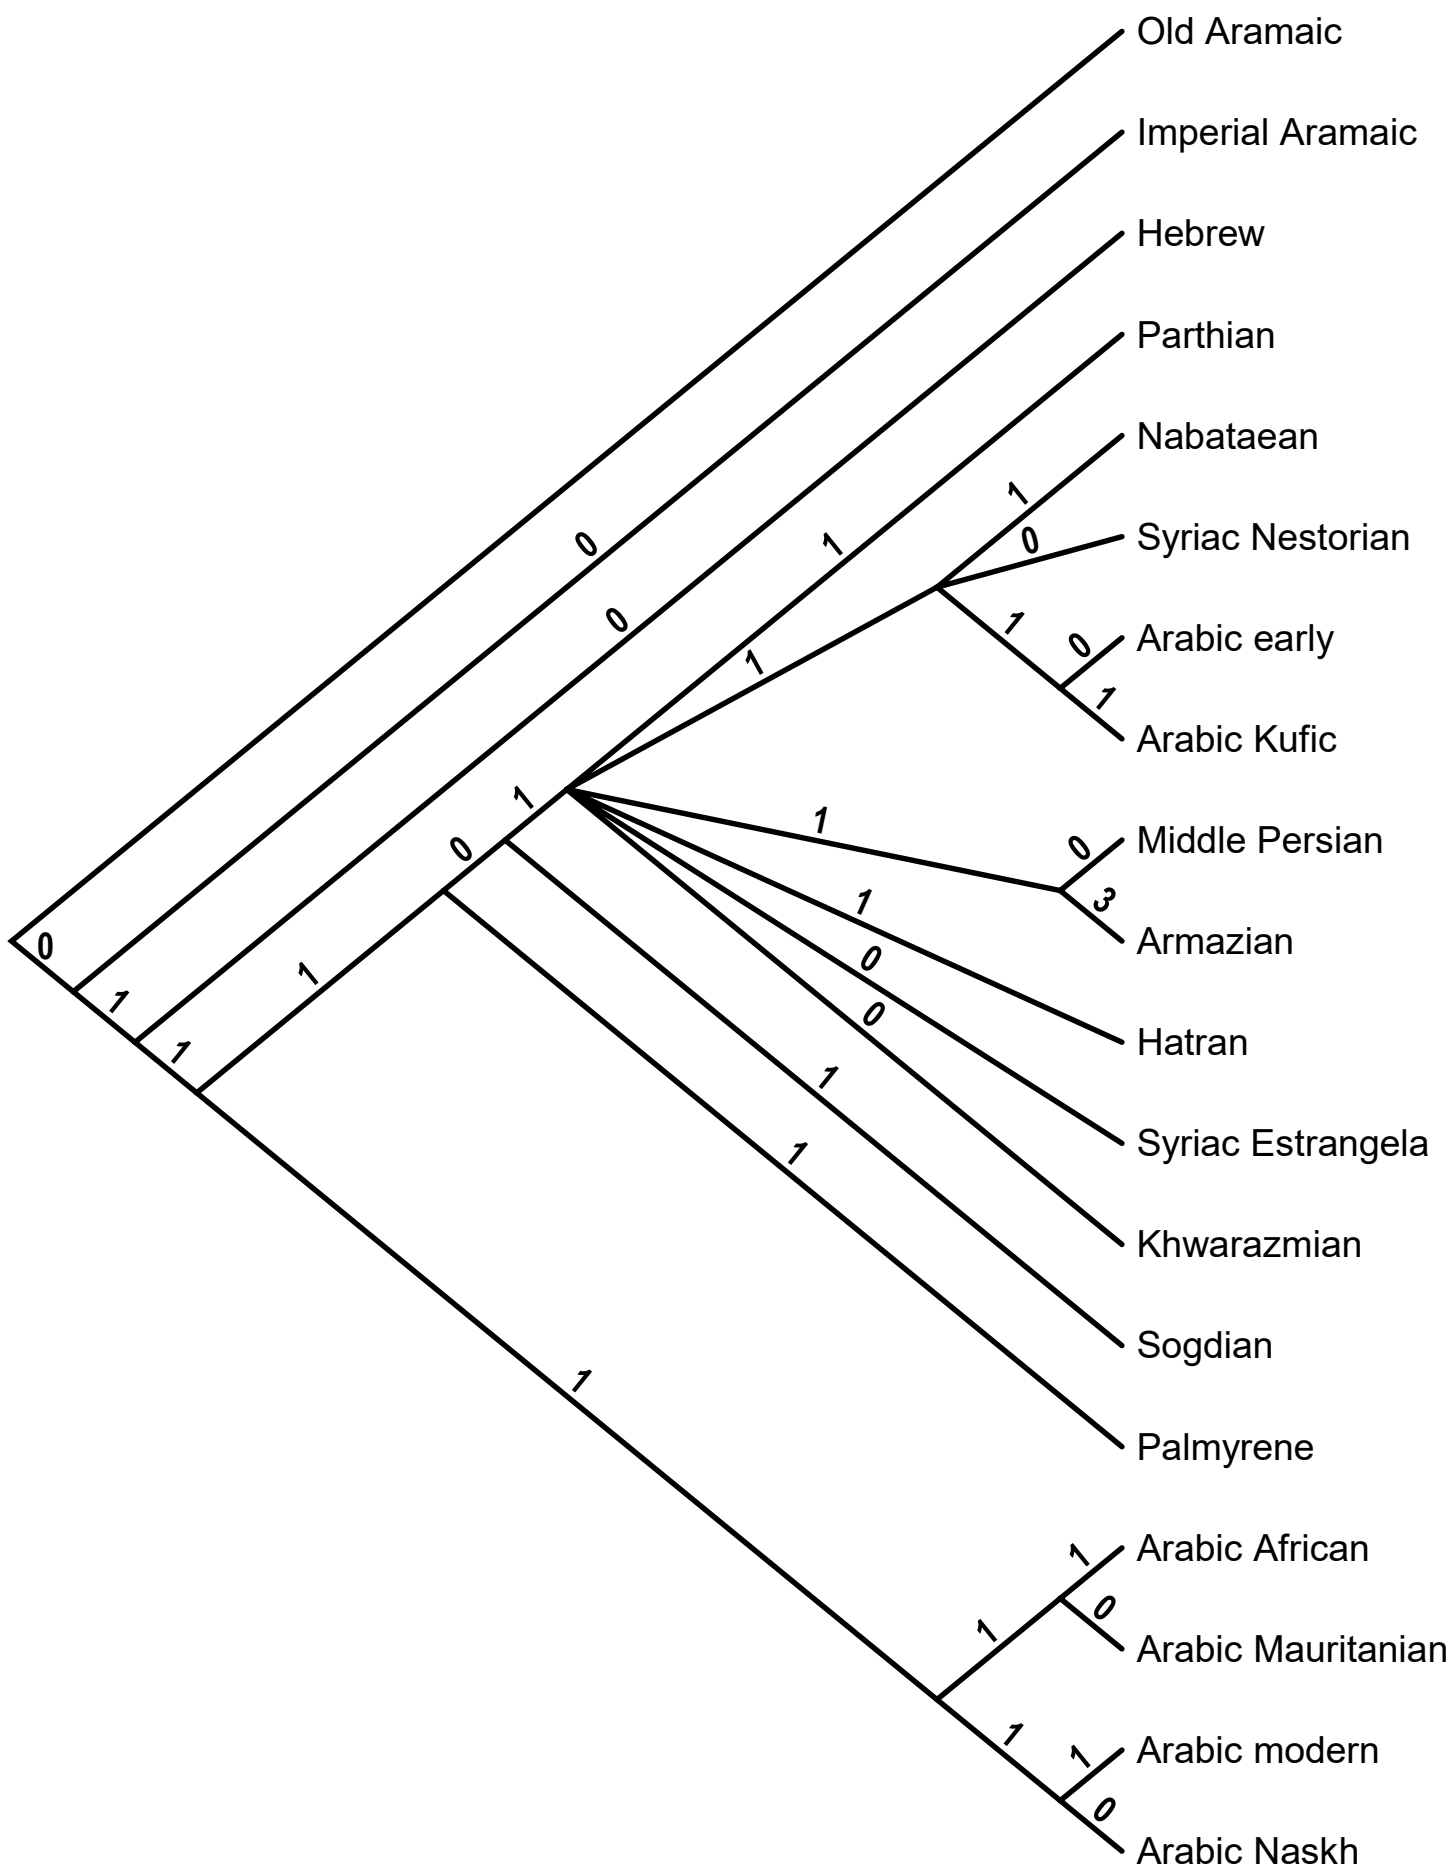 Old Aramaic
Imperial Aramaic
Hebrew
Parthian
Nabataean
1
Syriac Nestorian
0
0
1
0
1
Arabic early
1
0
1
Arabic Kufic
1
1
0
Middle Persian
0
1
3
Armazian
0
1
1
Hatran
1
0
1
0
Syriac Estrangela
1
Khwarazmian
1
Sogdian
1
Palmyrene
Arabic African
1
0
1
Arabic Mauritanian
1
1
Arabic modern
0
Arabic Naskh